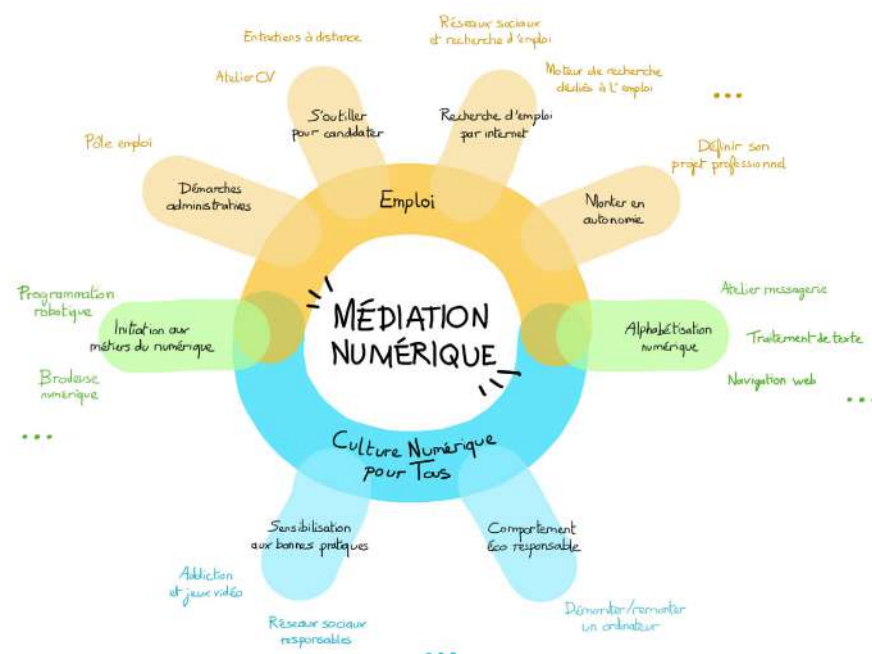 Entretiens à distance
Réseaux sociaux
et recherche d'emploi
Atelier CV
Moteur de recherche
dédiés à L'emploi
...
S'outiller
pour candidater
Recherche d'emploi
par internet
Pôle emploi
Définir son
projet professionnel
Démarches
administratives
Emploi
Monter en
autonomie
Programmation
robotique
Initiation aux
métiers du numérique
Brodeuse
numérique
...
MÉDIATION
NUMÉRIQUE
Alphabétisation
numérique
Atelier messagerie
Traitement de texte
Navigation web
...
Culture Numérique
pour Tous
Sensibilisation
aux bonnes pratiques
Comportement
Éco responsable
Addiction
et jeux vidéo
Réseaux sociaux
responsables
Démonter/remonter
un ordinateur
...